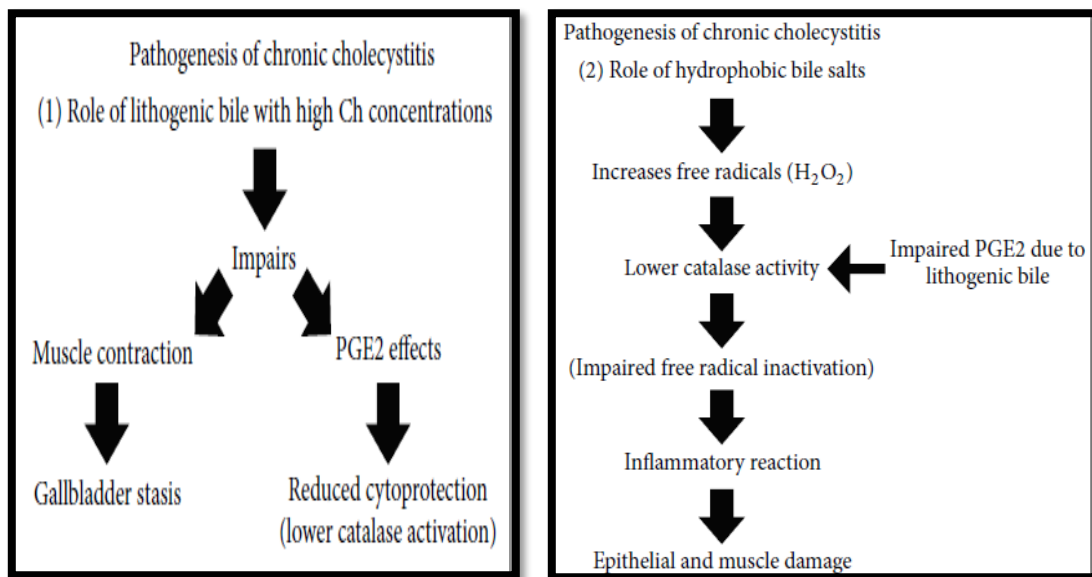 Pathogenesis of chronic cholecystitis
(1) Role of lithogenic bile with high Ch concentrations
Impairs
Muscle contraction
PGE2 effects
Gallbladder stasis
Reduced cytoprotection
(lower catalase activation)
Pathogenesis of chronic cholecystitis
(2) Role of hydrophobic bile salts
Increases free radicals (H₂O₂)
Lower catalase activity
Impaired PGE2 due to
lithogenic bile
(Impaired free radical inactivation)
Inflammatory reaction
Epithelial and muscle damage